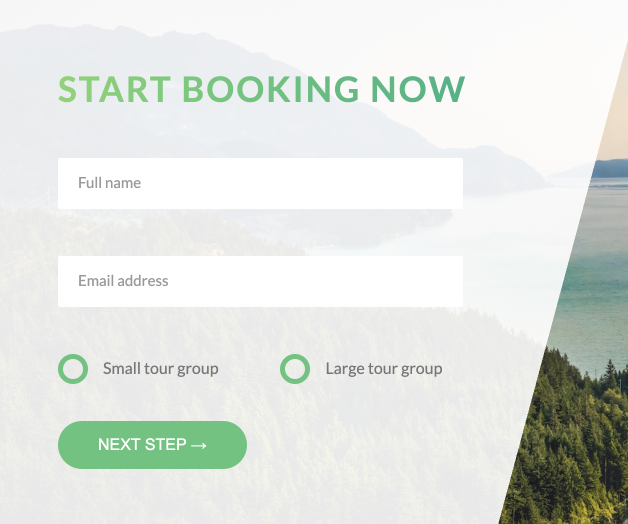 START BOOKING NOW
Full name
Email address
Small tour group
Large tour group
NEXT STEP →